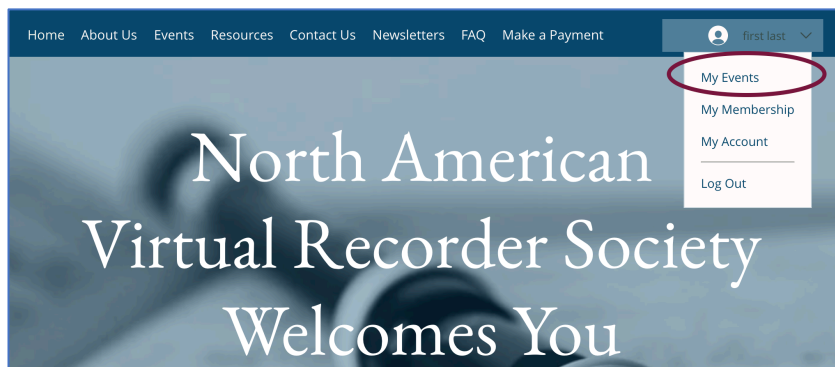 Home About Us Events Resources Contact Us Newsletters FAQ Make a Payment first last
My Events
My Membership
My Account
Log Out
North American
Virtual Recorder Society
Welcomes You